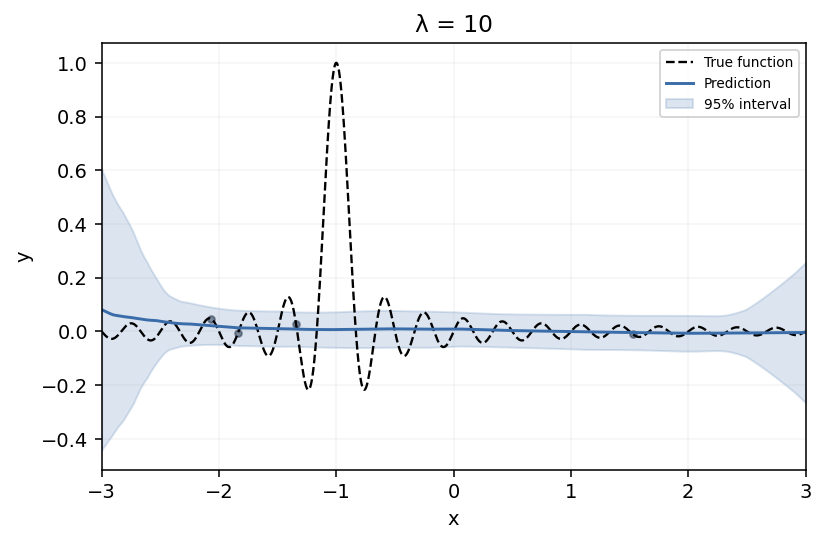 λ = 10
True function
Prediction
95% interval
y
1.0
0.8
0.6
0.4
0.2
0.0
−0.2
−0.4
−3 −2 −1 0 1 2 3
x